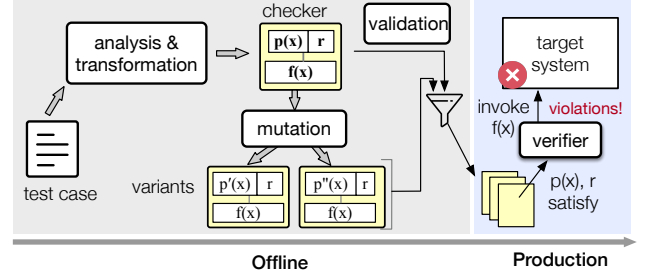 checker
analysis &
transformation
p(x) r
f(x)
validation
target
system
mutation
invoke
f(x)
violations!
verifier
test case
variants
p'(x) r
f(x)
p"(x) r
f(x)
p(x), r
satisfy
Offline
Production